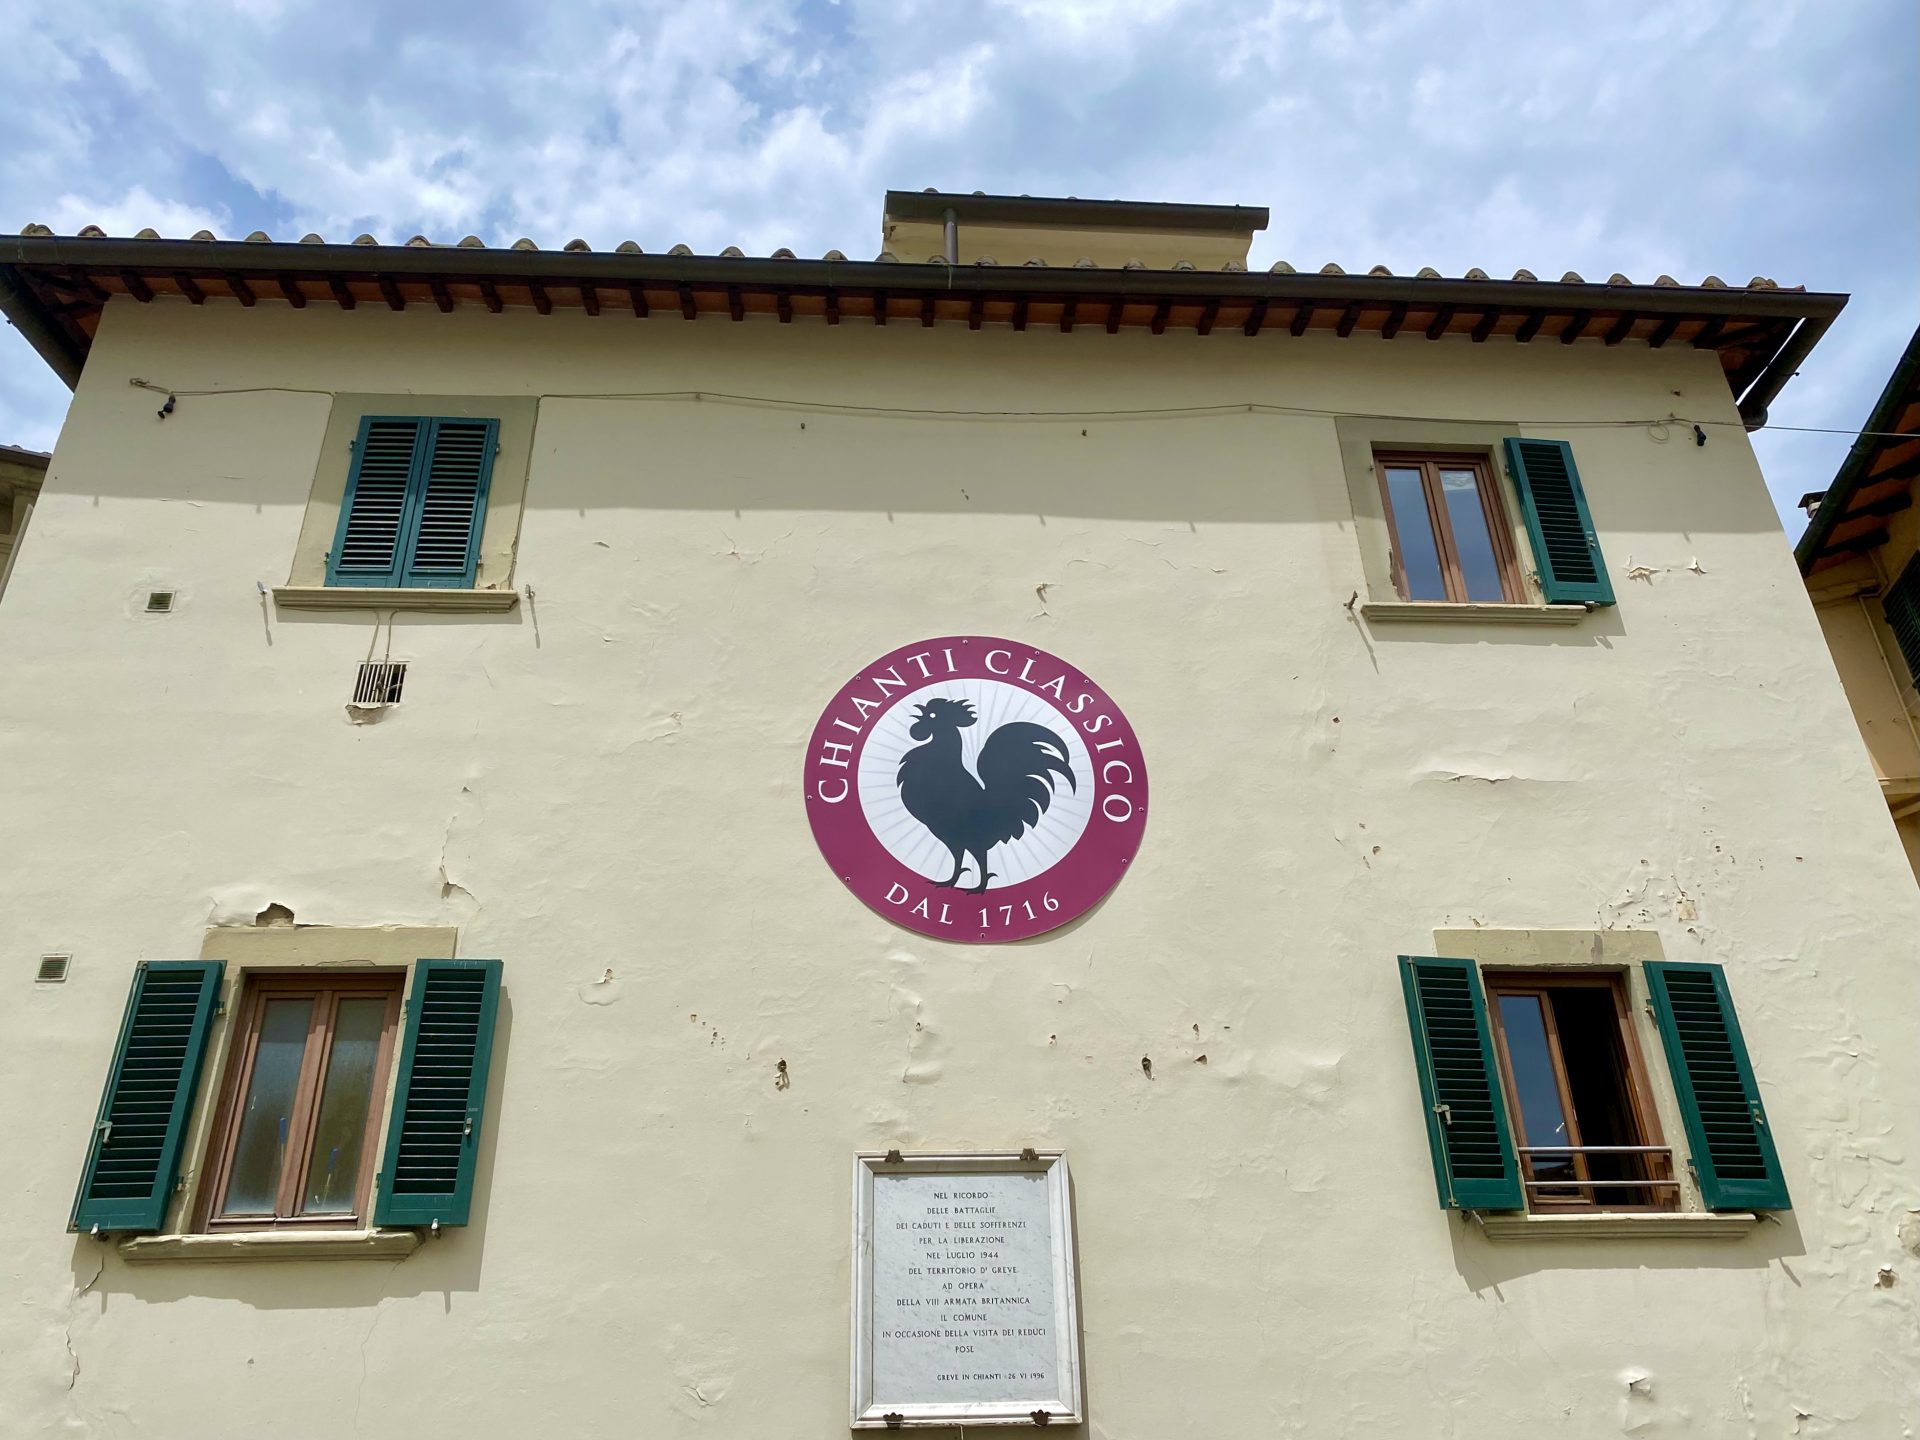 CHIANTI CLASSICO
DAL 1716
NEL RICORDO
DELLE BATTAGLIE
DEI CADUTI E DELLE SOFFERENZE
PER LA LIBERAZIONE
NEL LUGLIO 1944
DEL TERRITORIO D' GREVE
AD OPERA
DELLA VIII ARMATA BRITANNICA
IL COMUNE
IN OCCASIONE DELLA VISITA DEI REDUCI
POSE
GREVE IN CHIANTI 26 VI 1996